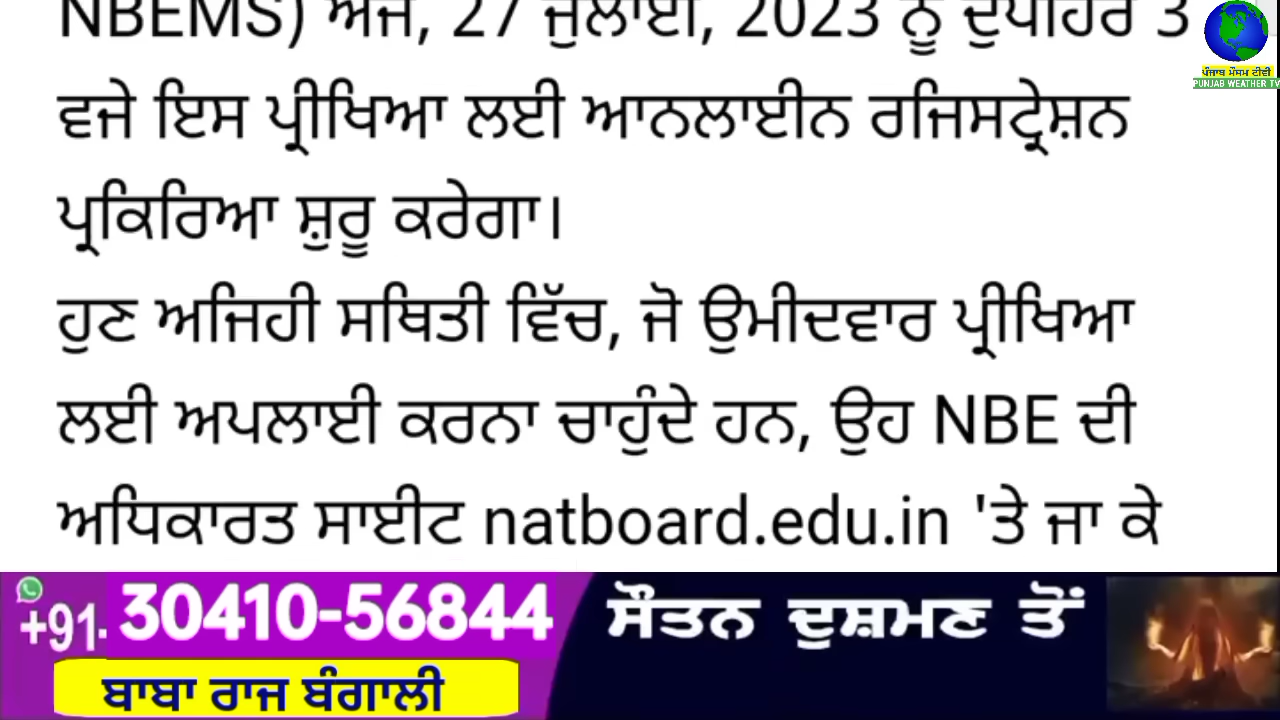 NBEMS) ਅੱਜ, 27 ਜੁਲਾਈ, 2023 ਨੂੰ ਦੁਪਹਿਰ 3
ਵਜੇ ਇਸ ਪ੍ਰੀਖਿਆ ਲਈ ਆਨਲਾਈਨ ਰਜਿਸਟ੍ਰੇਸ਼ਨ
ਪ੍ਰਕਿਰਿਆ ਸ਼ੁਰੂ ਕਰੇਗਾ।
ਹੁਣ ਅਜਿਹੀ ਸਥਿਤੀ ਵਿੱਚ, ਜੋ ਉਮੀਦਵਾਰ ਪ੍ਰੀਖਿਆ
ਲਈ ਅਪਲਾਈ ਕਰਨਾ ਚਾਹੁੰਦੇ ਹਨ, ਉਹ NBE ਦੀ
ਅਧਿਕਾਰਤ ਸਾਈਟ natboard.edu.in 'ਤੇ ਜਾ ਕੇ
ਪੰਜਾਬ ਮੌਸਮ ਟੀਵੀ
PUNJAB WEATHER TV
+91- 30410-56844
ਬਾਬਾ ਰਾਜ ਬੰਗਾਲੀ
ਸੌਤਨ ਦੁਸ਼ਮਣ ਤੋਂ